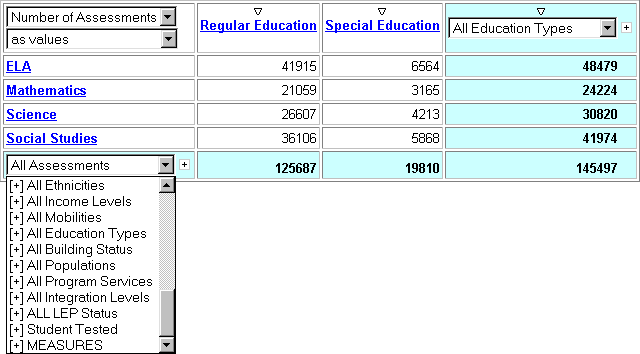 Number of Assessments
as values
Regular Education
Special Education
All Education Types
ELA 41915 6564 48479
Mathematics 21059 3165 24224
Science 26607 4213 30820
Social Studies 36106 5868 41974
All Assessments 125687 19810 145497
[+] All Ethnicities
[+] All Income Levels
[+] All Mobilities
[+] All Education Types
[+] All Building Status
[+] All Populations
[+] All Program Services
[+] All Integration Levels
[+] ALL LEP Status
[+] Student Tested
[+] MEASURES